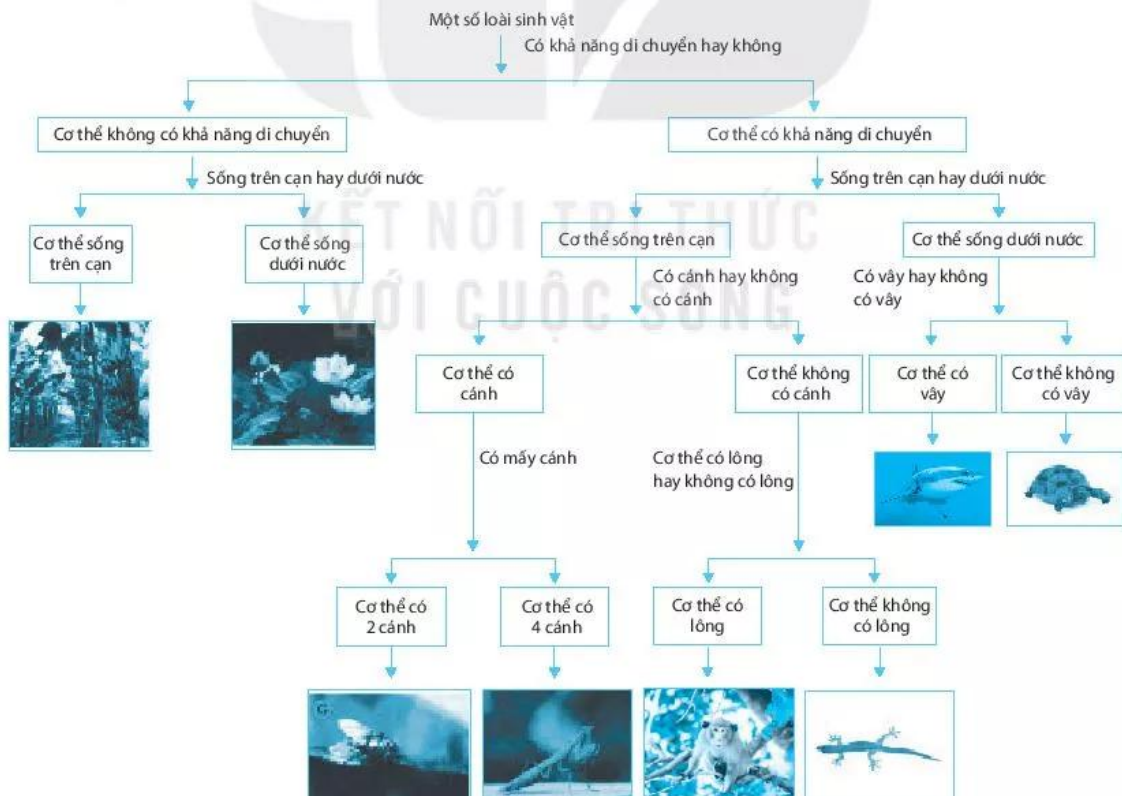 Một số loài sinh vật
Có khả năng di chuyển hay không
Cơ thể không có khả năng di chuyển
Cơ thể có khả năng di chuyển
Sống trên cạn hay dưới nước
Sống trên cạn hay dưới nước
Cơ thể sống
trên cạn
Cơ thể sống
dưới nước
Cơ thể sống trên cạn
Cơ thể sống dưới nước
KẾT NỐI TRI THỨC
VỚI CUỘC SỐNG
Có cánh hay không
có cánh
Có vây hay không
có vây
Cơ thể có
cánh
Cơ thể không
có cánh
Cơ thể có
vây
Cơ thể không
có vây
Có mấy cánh
Cơ thể có lông
hay không có lông
Cơ thể có
2 cánh
Cơ thể có
4 cánh
Cơ thể có
lông
Cơ thể không
có lông